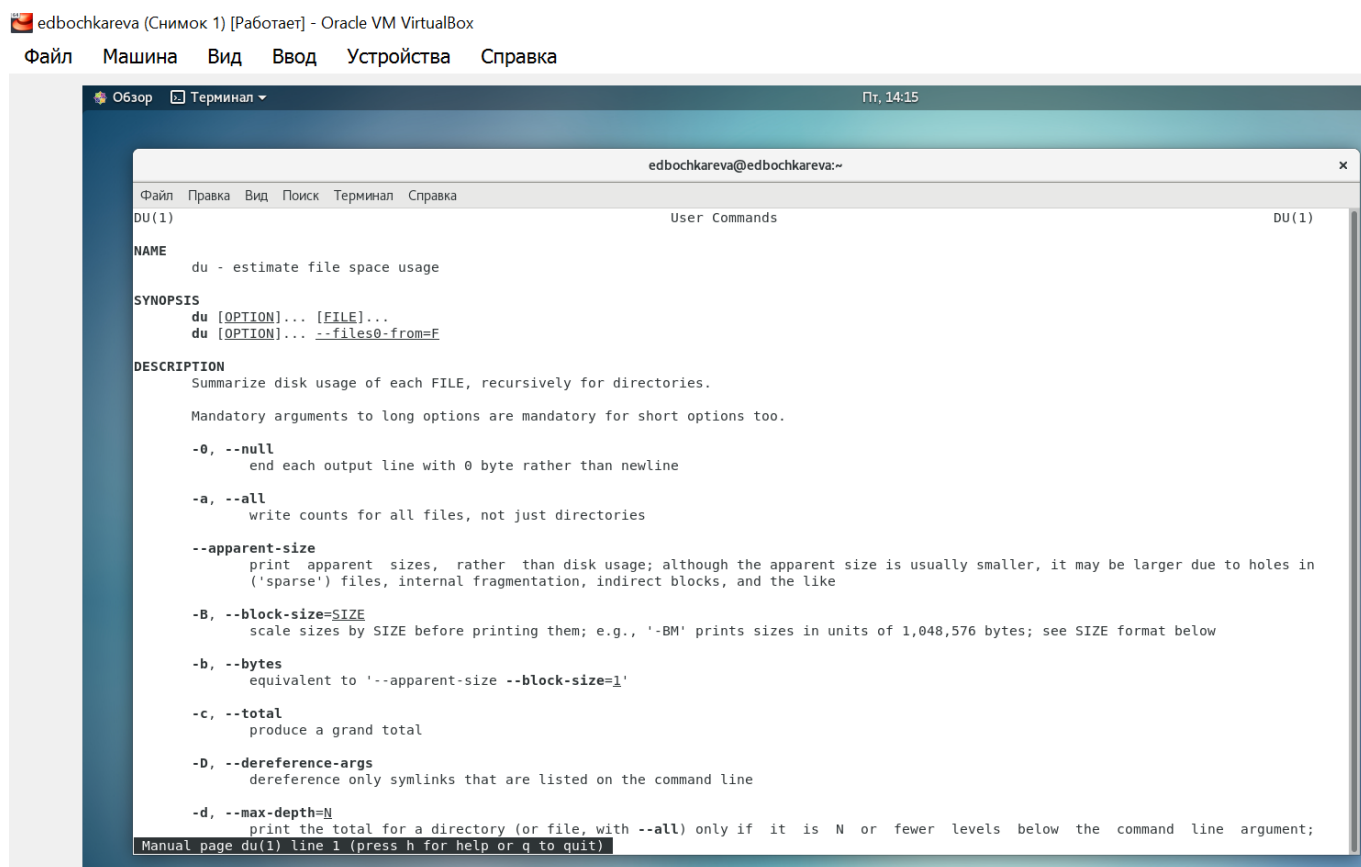 edbochkareva (Снимок 1) [Работает] - Oracle VM VirtualBox
Файл Машина Вид Ввод Устройства Справка
Обзор Терминал Пт, 14:15
edbochkareva@edbochkareva:~ ×
Файл Правка Вид Поиск Терминал Справка
DU(1) User Commands DU(1)
NAME
du - estimate file space usage
SYNOPSIS
du [OPTION]... [FILE]...
du [OPTION]... --files0-from=F
DESCRIPTION
Summarize disk usage of each FILE, recursively for directories.
Mandatory arguments to long options are mandatory for short options too.
-0, --null
end each output line with 0 byte rather than newline
-a, --all
write counts for all files, not just directories
--apparent-size
print apparent sizes, rather than disk usage; although the apparent size is usually smaller, it may be larger due to holes in
('sparse') files, internal fragmentation, indirect blocks, and the like
-B, --block-size=SIZE
scale sizes by SIZE before printing them; e.g., '-BM' prints sizes in units of 1,048,576 bytes; see SIZE format below
-b, --bytes
equivalent to '--apparent-size --block-size=1'
-c, --total
produce a grand total
-D, --dereference-args
dereference only symlinks that are listed on the command line
-d, --max-depth=N
print the total for a directory (or file, with --all) only if it is N or fewer levels below the command line argument;
Manual page du(1) line 1 (press h for help or q to quit)